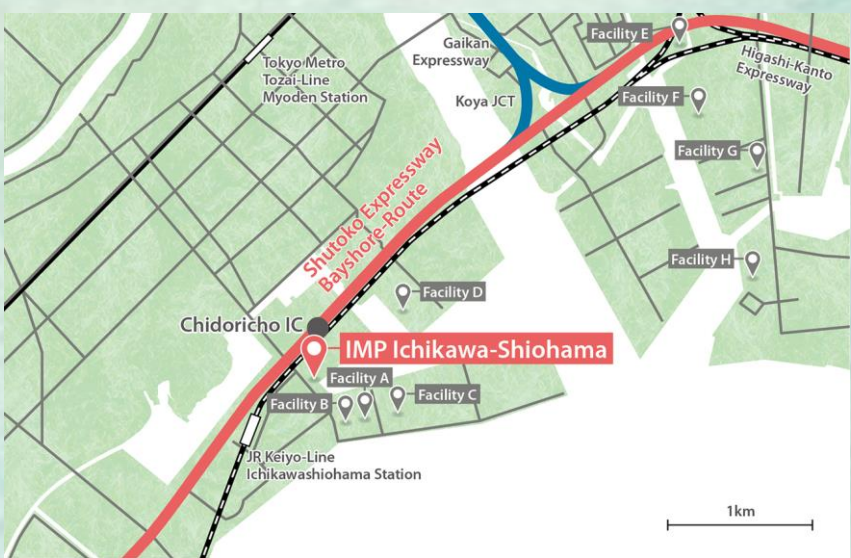 Facility E
Gaikan
Expressway
Tokyo Metro
Tozai-Line
Myoden Station
Higashi-Kanto
Expressway
Koya JCT
Facility F
Facility G
Shutoko Expressway
Bayshore-Route
Facility H
Facility D
Chidoricho IC
IMP Ichikawa-Shiohama
Facility A
Facility C
Facility B
JR Keiyo-Line
Ichikawashiohama Station
1km